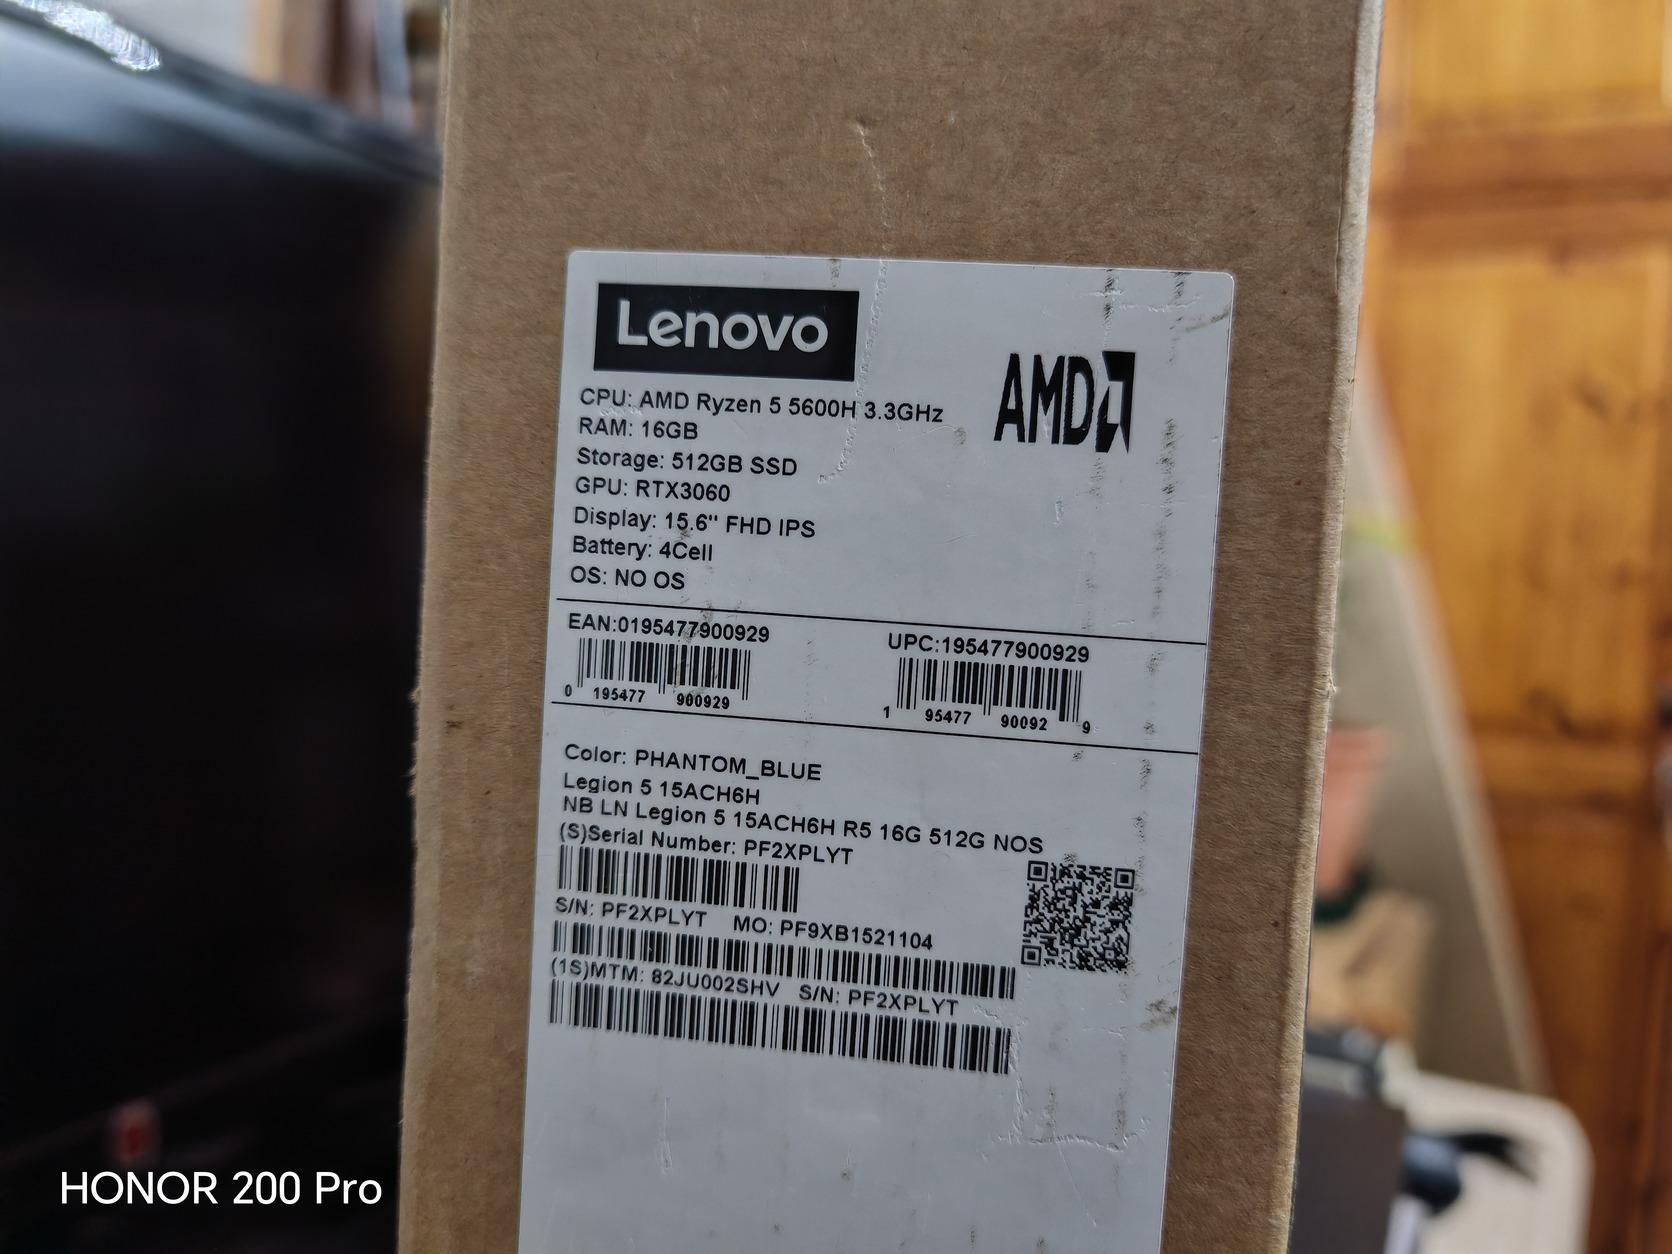 Lenovo
AMD
CPU: AMD Ryzen 5 5600H 3.3GHz
RAM: 16GB
Storage: 512GB SSD
GPU: RTX3060
Display: 15.6" FHD IPS
Battery: 4Cell
OS: NO OS
EAN:0195477900929
0 195477 900929
UPC:195477900929
1 95477 90092 9
Color: PHANTOM_BLUE
Legion 5 15ACH6H
NB LN Legion 5 15ACH6H R5 16G 512G NOS
(S)Serial Number: PF2XPLYT
S/N: PF2XPLYT MO: PF9XB1521104
(1S)MTM: 82JU002SHV S/N: PF2XPLYT
HONOR 200 Pro